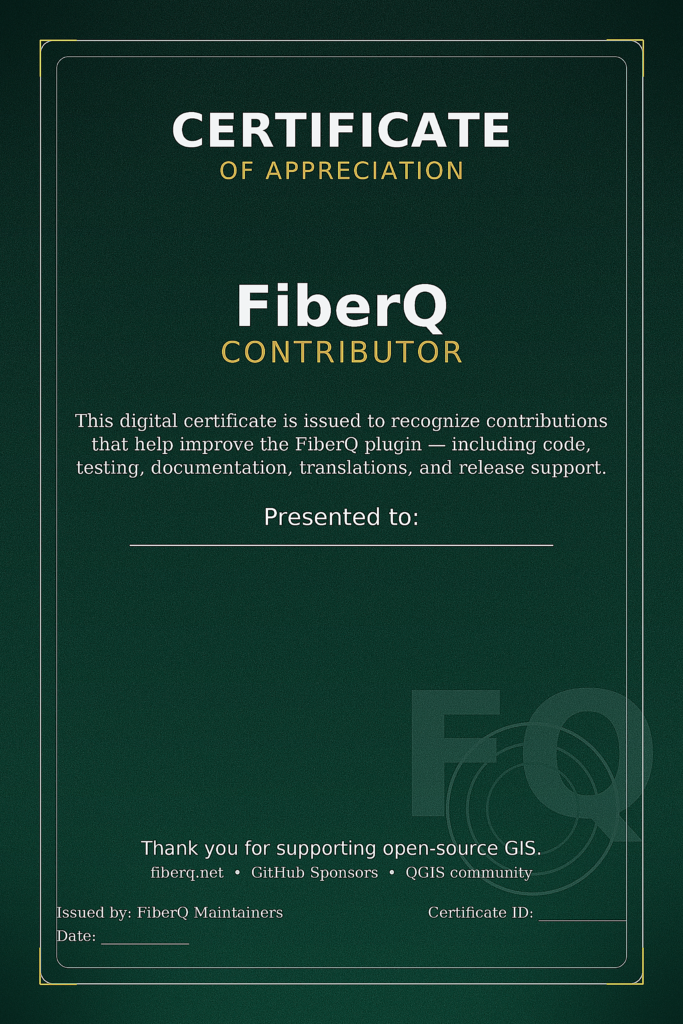 CERTIFICATE
OF APPRECIATION
FiberQ
CONTRIBUTOR
This digital certificate is issued to recognize contributions
that help improve the FiberQ plugin — including code,
testing, documentation, translations, and release support.
Presented to:
FQ
Thank you for supporting open-source GIS.
fiberq.net • GitHub Sponsors • QGIS community
Issued by: FiberQ Maintainers
Certificate ID: ___________
Date: ___________